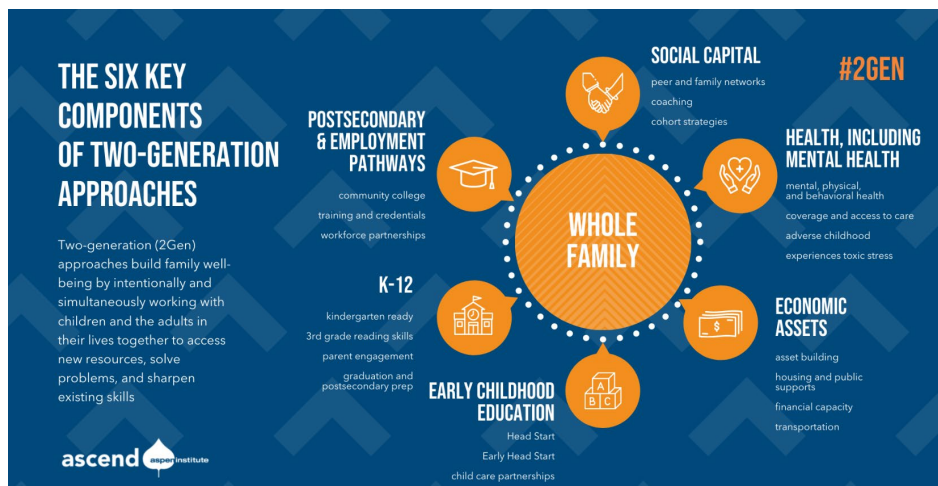 THE SIX KEY
COMPONENTS
OF TWO-GENERATION
APPROACHES
Two-generation (2Gen)
approaches build family well-
being by intentionally and
simultaneously working with
children and the adults in
their lives together to access
new resources, solve
problems, and sharpen
existing skills
ascend aspen institute
#2GEN
WHOLE
FAMILY
SOCIAL CAPITAL
peer and family networks
coaching
cohort strategies
HEALTH, INCLUDING
MENTAL HEALTH
mental, physical,
and behavioral health
coverage and access to care
adverse childhood
experiences toxic stress
ECONOMIC
ASSETS
asset building
housing and public
supports
financial capacity
transportation
$
EARLY CHILDHOOD
EDUCATION
Head Start
Early Head Start
child care partnerships
A
B C
K-12
kindergarten ready
3rd grade reading skills
parent engagement
graduation and
postsecondary prep
POSTSECONDARY
& EMPLOYMENT
PATHWAYS
community college
training and credentials
workforce partnerships